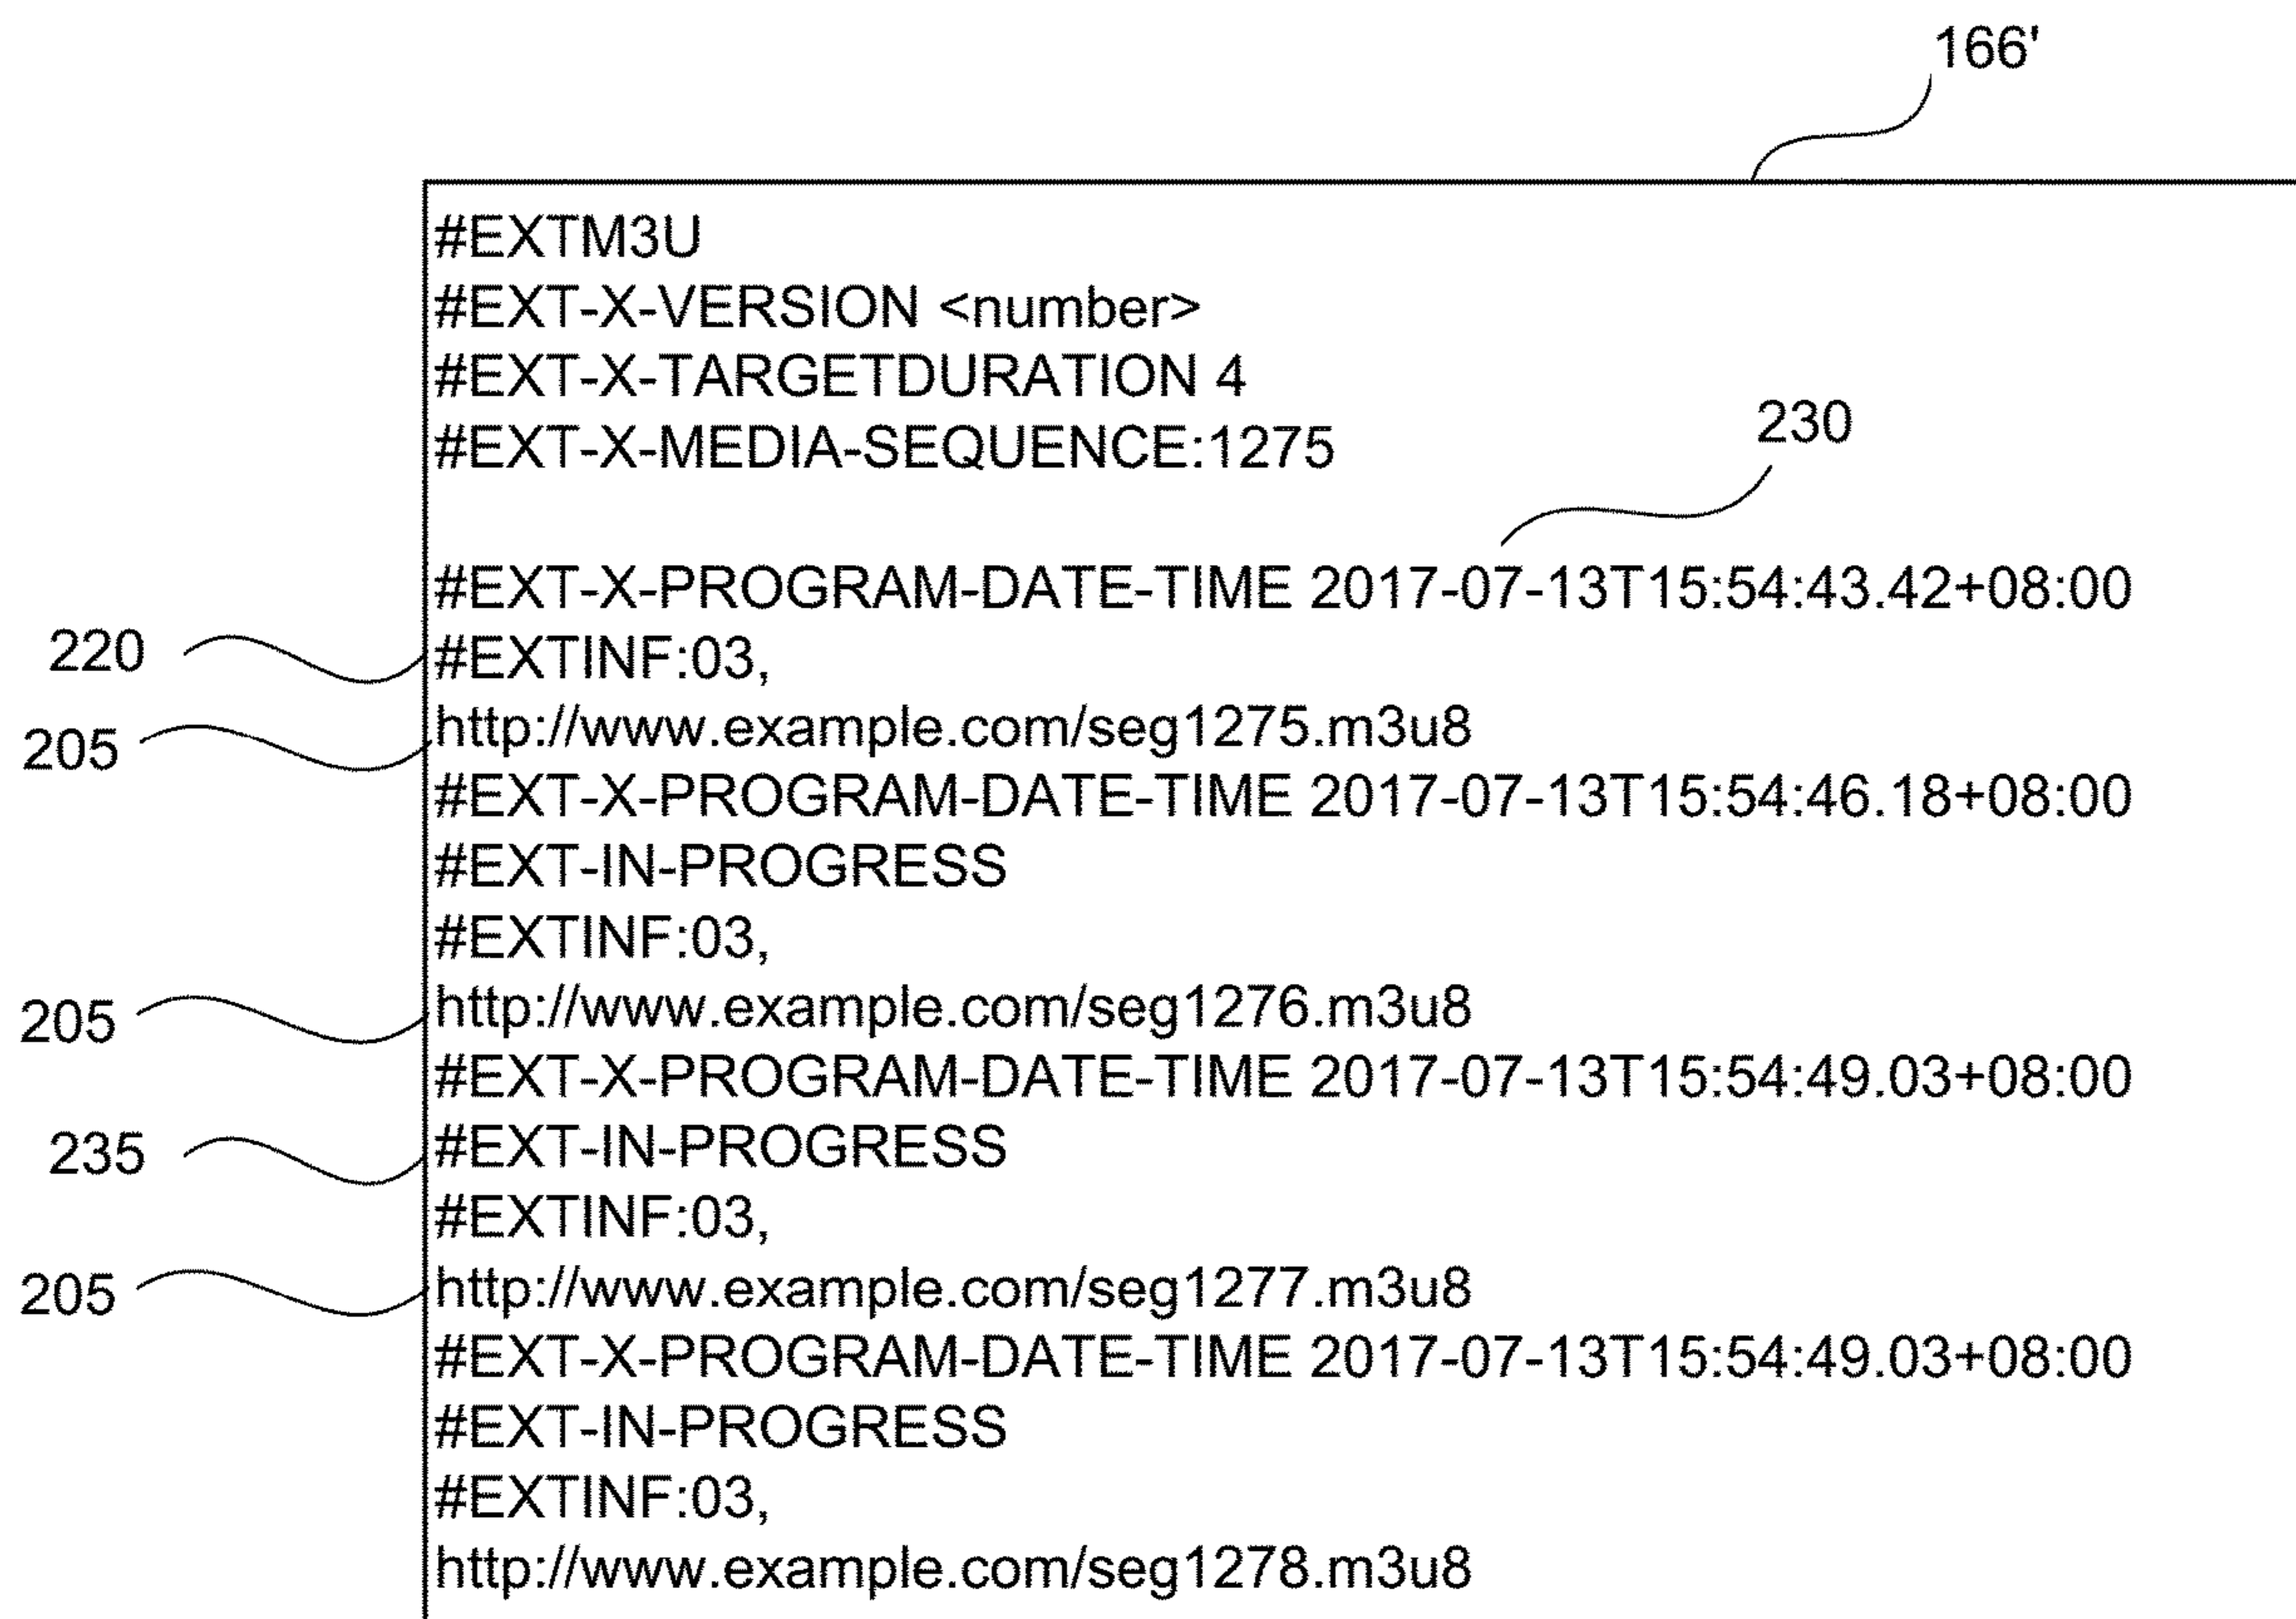 166'
#EXTM3U
#EXT-X-VERSION <number>
#EXT-X-TARGETDURATION 4
#EXT-X-MEDIA-SEQUENCE:1275
230
#EXT-X-PROGRAM-DATE-TIME 2017-07-13T15:54:43.42+08:00
220 #EXTINF:03,
205 http://www.example.com/seg1275.m3u8
#EXT-X-PROGRAM-DATE-TIME 2017-07-13T15:54:46.18+08:00
#EXT-IN-PROGRESS
#EXTINF:03,
205 http://www.example.com/seg1276.m3u8
#EXT-X-PROGRAM-DATE-TIME 2017-07-13T15:54:49.03+08:00
235 #EXT-IN-PROGRESS
#EXTINF:03,
205 http://www.example.com/seg1277.m3u8
#EXT-X-PROGRAM-DATE-TIME 2017-07-13T15:54:49.03+08:00
#EXT-IN-PROGRESS
#EXTINF:03,
http://www.example.com/seg1278.m3u8